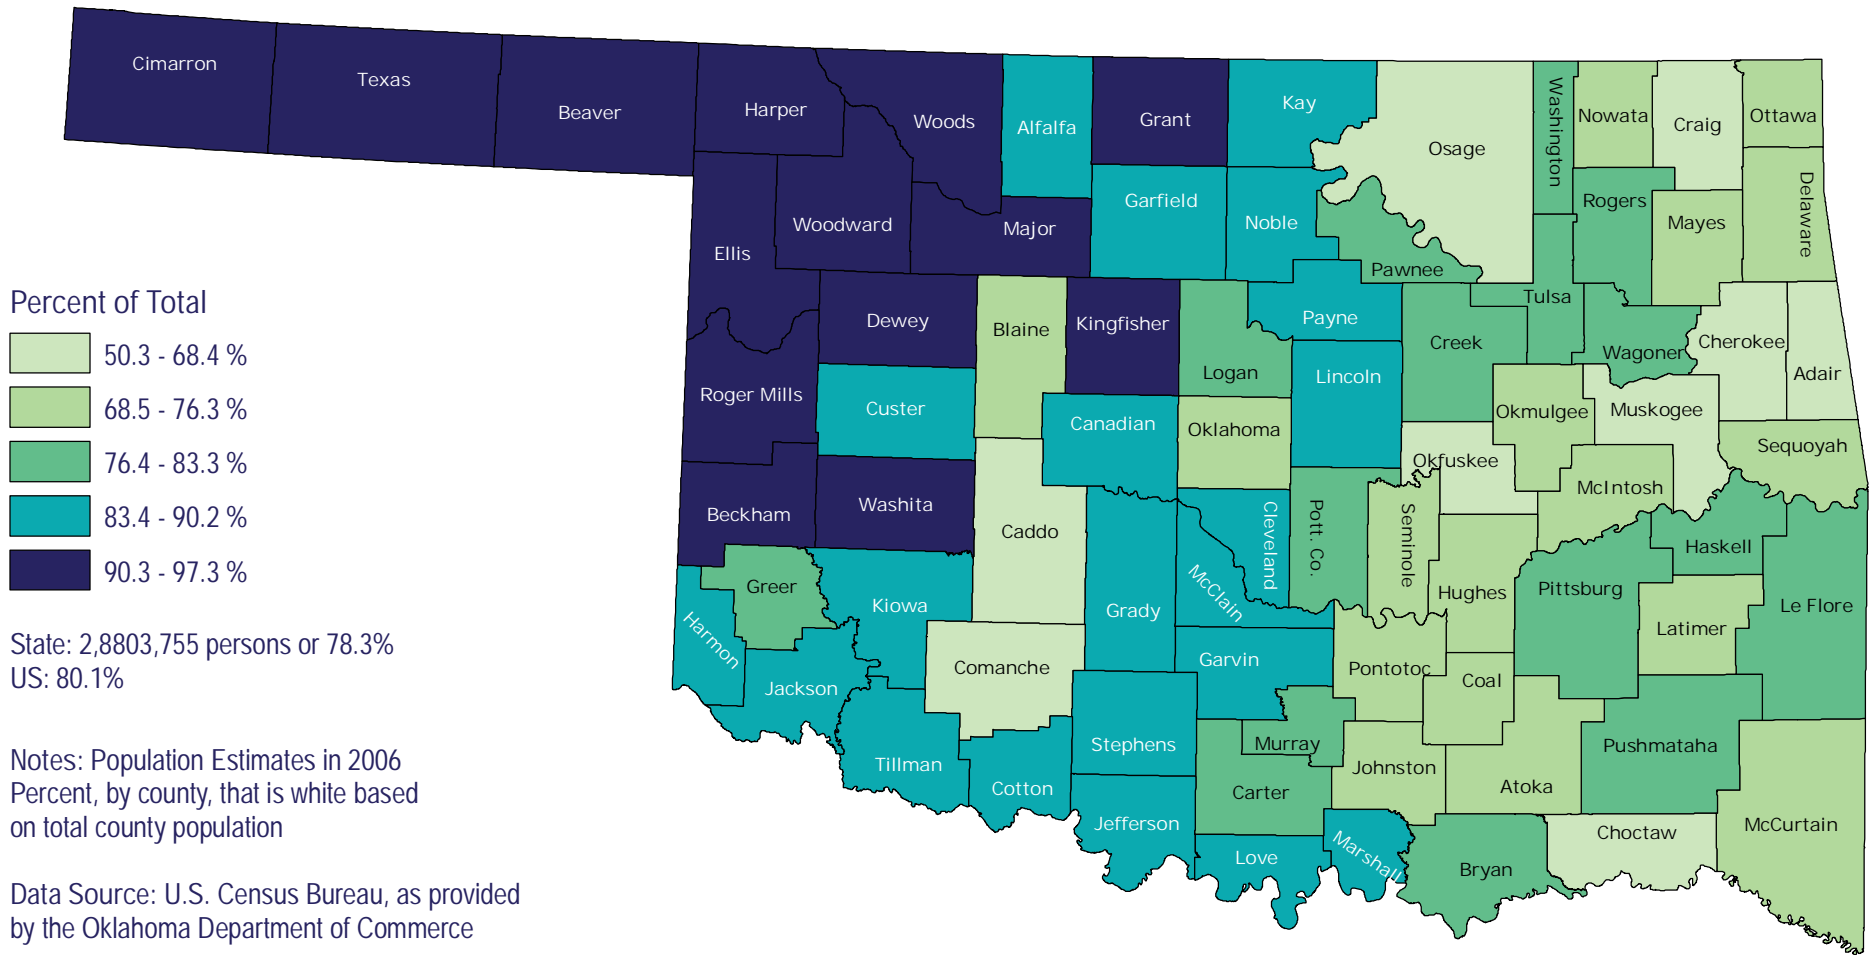 Cimarron
Texas
Beaver
Harper
Woods
Alfalfa
Grant
Kay
Osage
Washington
Nowata
Craig
Ottawa
Delaware
Rogers
Mayes
Ellis
Woodward
Major
Garfield
Noble
Pawnee
Tulsa
Dewey
Blaine
Kingfisher
Logan
Payne
Creek
Wagoner
Cherokee
Adair
Roger Mills
Custer
Canadian
Oklahoma
Lincoln
Okmulgee
Muskogee
Sequoyah
Beckham
Washita
Caddo
Cleveland
Pott. Co.
Seminole
Okfuskee
McIntosh
Haskell
Greer
Kiowa
Grady
McClain
Hughes
Pittsburg
Le Flore
Latimer
Harmon
Jackson
Comanche
Garvin
Pontotoc
Coal
Tillman
Cotton
Stephens
Murray
Johnston
Atoka
Pushmataha
McCurtain
Carter
Jefferson
Love
Marshall
Bryan
Choctaw
Percent of Total
50.3 - 68.4 %
68.5 - 76.3 %
76.4 - 83.3 %
83.4 - 90.2 %
90.3 - 97.3 %
State: 2,8803,755 persons or 78.3%
US: 80.1%
Notes: Population Estimates in 2006
Percent, by county, that is white based
on total county population
Data Source: U.S. Census Bureau, as provided
by the Oklahoma Department of Commerce